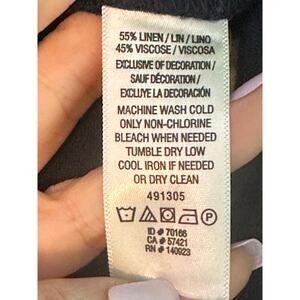 55% LINEN / LIN / LINO
45% VISCOSE / VISCOSA
EXCLUSIVE OF DECORATION /
SAUF DÉCORATION /
EXCLUYE LA DECORACIÓN
MACHINE WASH COLD
ONLY NON-CHLORINE
BLEACH WHEN NEEDED
TUMBLE DRY LOW
COOL IRON IF NEEDED
OR DRY CLEAN
491305
P
ID# 70166
CA# 57421
RN# 140923